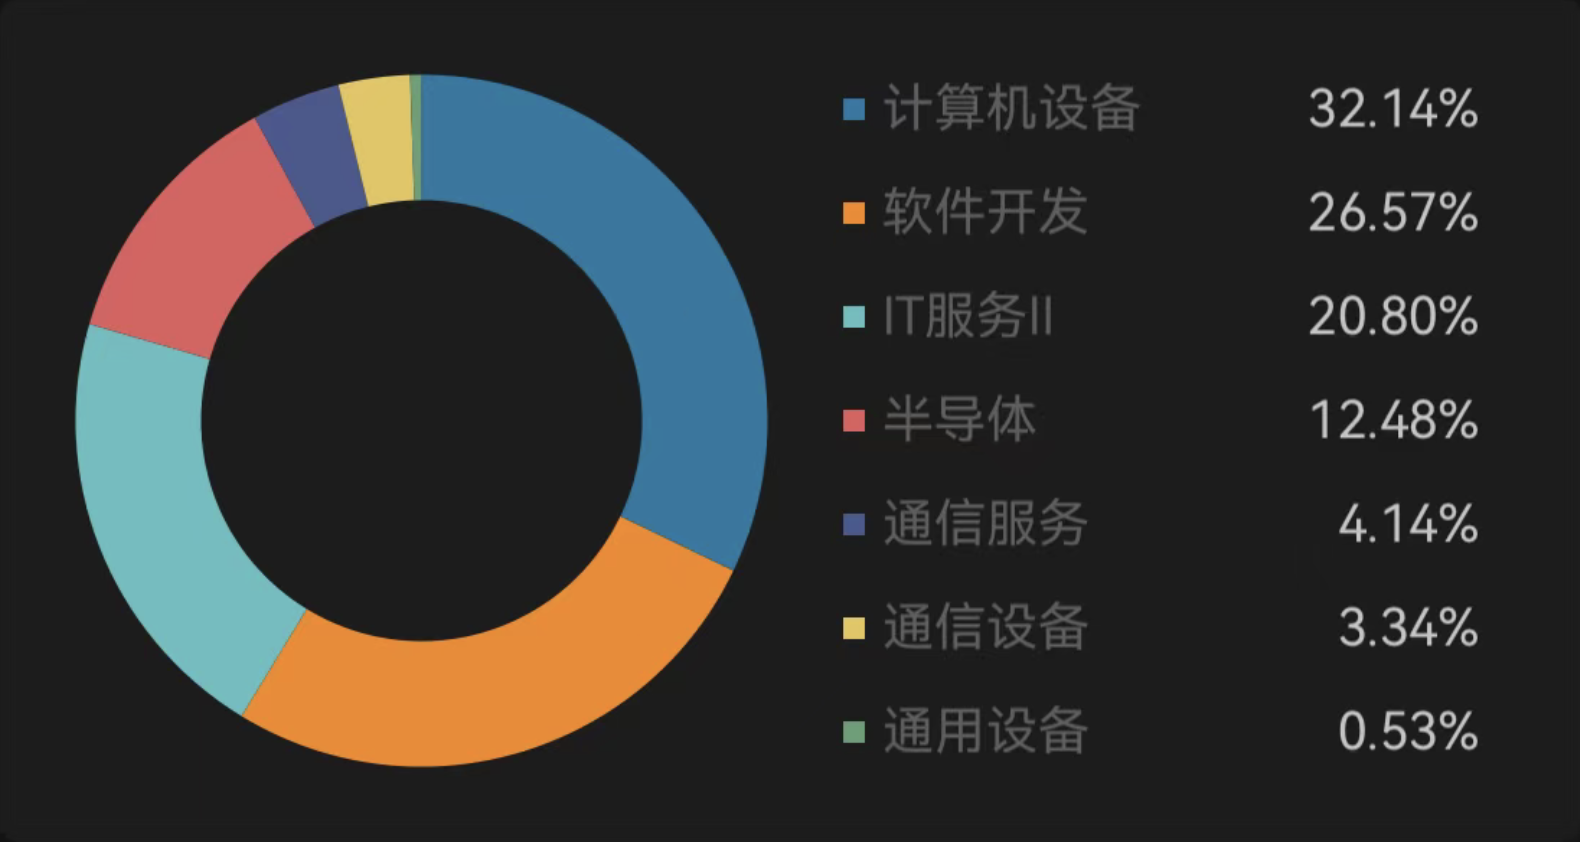 计算机设备 32.14%
软件开发 26.57%
IT服务II 20.80%
半导体 12.48%
通信服务 4.14%
通信设备 3.34%
通用设备 0.53%